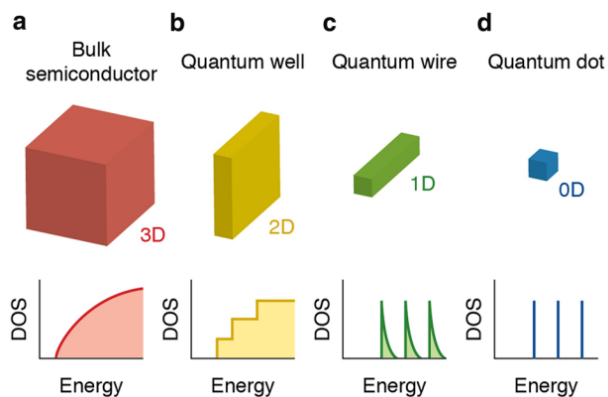 a
Bulk
semiconductor
3D
DOS
Energy
b
Quantum well
2D
DOS
Energy
c
Quantum wire
1D
DOS
Energy
d
Quantum dot
0D
DOS
Energy